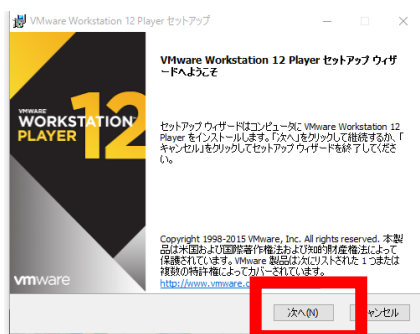 VMware Workstation 12 Player セットアップ
VMWARE
WORKSTATION
PLAYER
12
vmware
VMware Workstation 12 Player セットアップ ウィザ
ードへようこそ
セットアップ ウィザードはコンピュータに VMware Workstation 12
Player をインストールします。「次へ」をクリックして継続するか、「
キャンセル」をクリックしてセットアップ ウィザードを終了してくださ
い。
Copyright 1998-2015 VMware, Inc. All rights reserved. 本製
品は米国および国際著作権法および知的財産権法によって
保護されています。VMware 製品は次にリストされた 1 つまたは
複数の特許権によってカバーされています。
http://www.vmware.c
次へ(N)
ャンセル